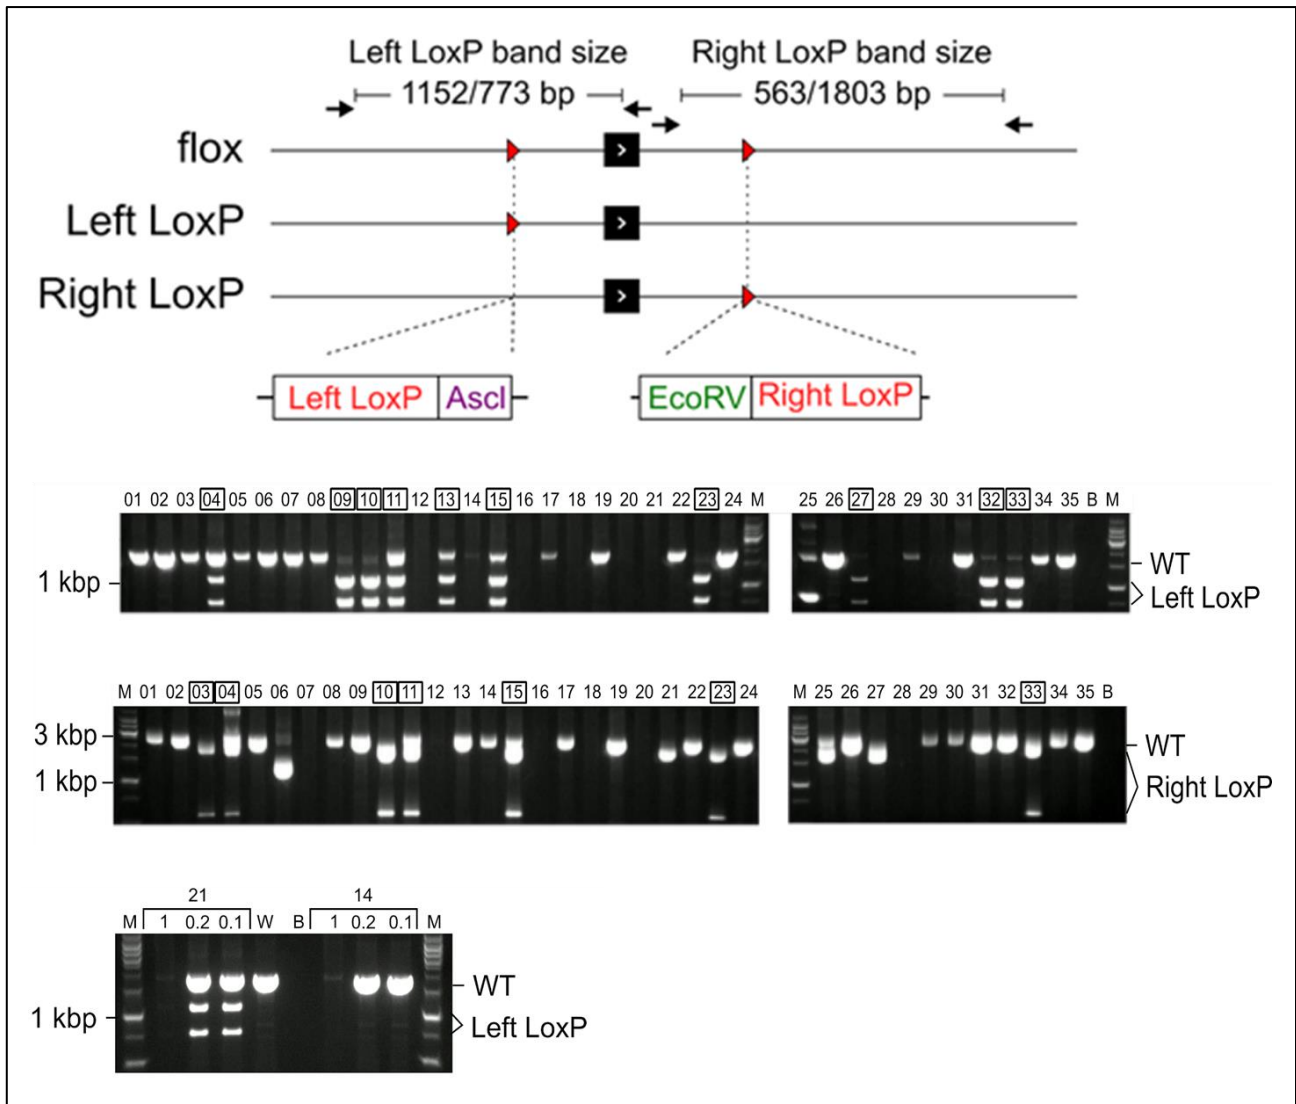 Left LoxP band size Right LoxP band size
1152/773 bp 563/1803 bp
flox
Left LoxP
Right LoxP
Left LoxP AscI EcoRV Right LoxP
01 02 03 04 05 06 07 08 09 10 11 12 13 14 15 16 17 18 19 20 21 22 23 24 M 25 26 27 28 29 30 31 32 33 34 35 B M
WT
1 kbp
Left LoxP
M 01 02 03 04 05 06 07 08 09 10 11 12 13 14 15 16 17 18 19 20 21 22 23 24 M 25 26 27 28 29 30 31 32 33 34 35 B
3 kbp
WT
1 kbp
Right LoxP
21 14
M 1 0.2 0.1 W B 1 0.2 0.1 M
WT
1 kbp
Left LoxP